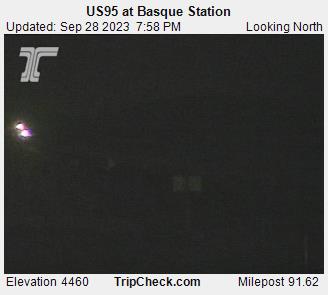 US95 at Basque Station
Updated: Sep 28 2023 7:58 PM Looking North
Elevation 4460 TripCheck.com Milepost 91.62